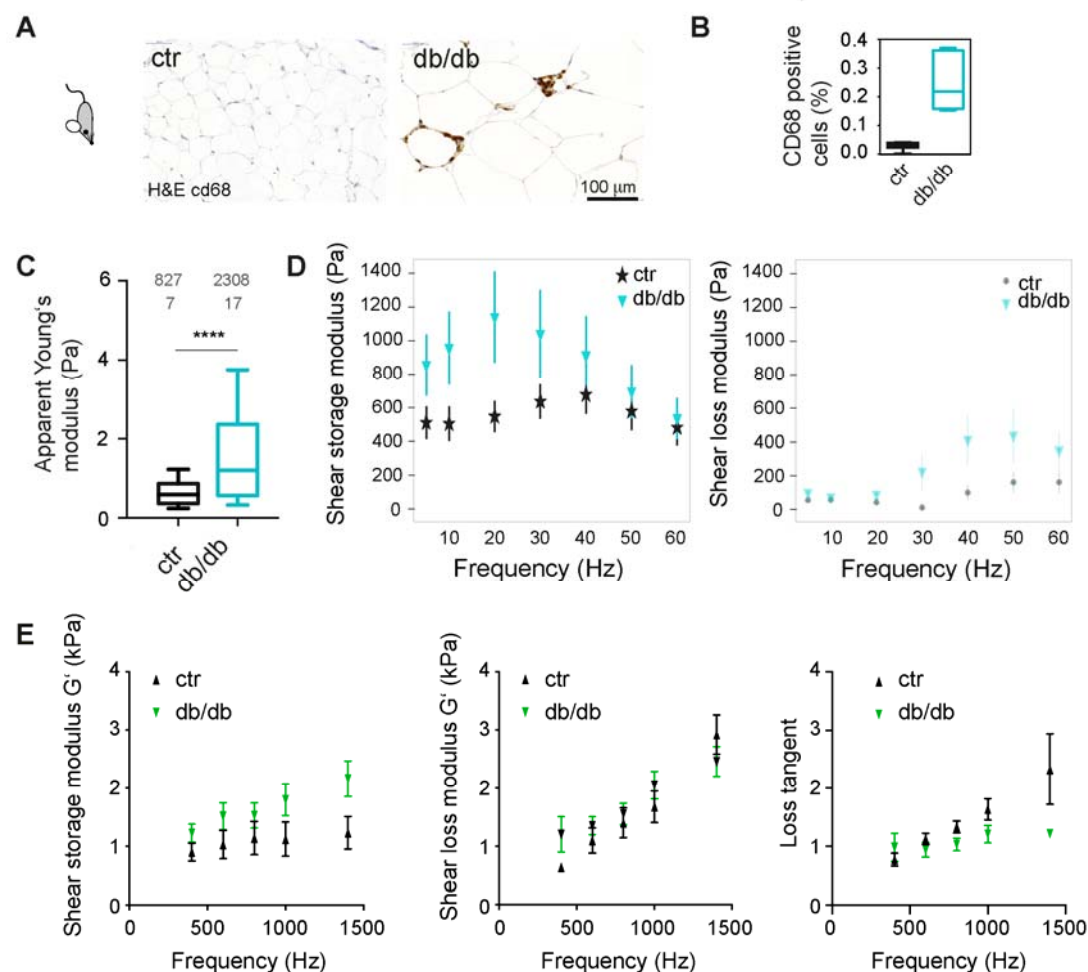 A
ctr
H&E cd68
db/db
100 µm
B
CD68 positive
cells (%)
0.4
0.3
0.2
0.1
0.0
ctr
db/db
C
Apparent Young's
modulus (Pa)
6
4
2
0
827 2308
7 17
****
ctr
db/db
D
Shear storage modulus (Pa)
1400
1200
1000
800
600
400
200
0
ctr
db/db
10 20 30 40 50 60
Frequency (Hz)
Shear loss modulus (Pa)
1400
1200
1000
800
600
400
200
0
ctr
db/db
10 20 30 40 50 60
Frequency (Hz)
E
Shear storage modulus G' (kPa)
4
3
2
1
0
ctr
db/db
0 500 1000 1500
Frequency (Hz)
Shear loss modulus G' (kPa)
4
3
2
1
0
ctr
db/db
0 500 1000 1500
Frequency (Hz)
Loss tangent
4
3
2
1
0
ctr
db/db
0 500 1000 1500
Frequency (Hz)